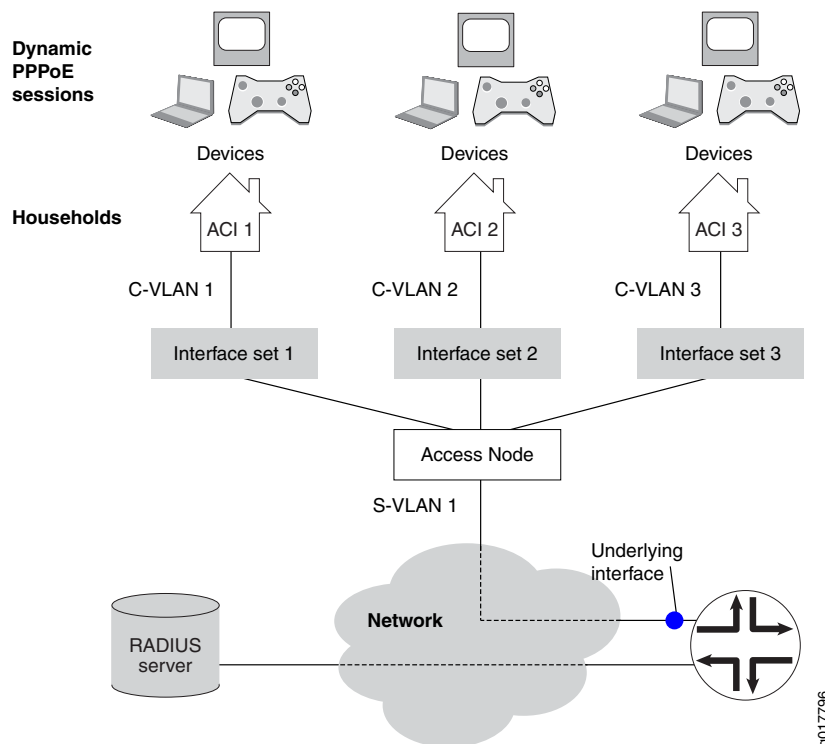 Dynamic
PPPoE
sessions
Devices
Devices
Devices
Households
ACI 1
ACI 2
ACI 3
C-VLAN 1
C-VLAN 2
C-VLAN 3
Interface set 1
Interface set 2
Interface set 3
Access Node
S-VLAN 1
Underlying
interface
Network
RADIUS
server
g017796